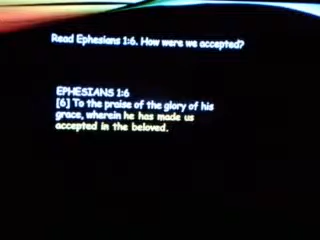 Read Ephesians 1:6. How were we accepted?
EPHESIANS 1:6
[6] To the praise of the glory of his
grace, wherein he has made us
accepted in the beloved.